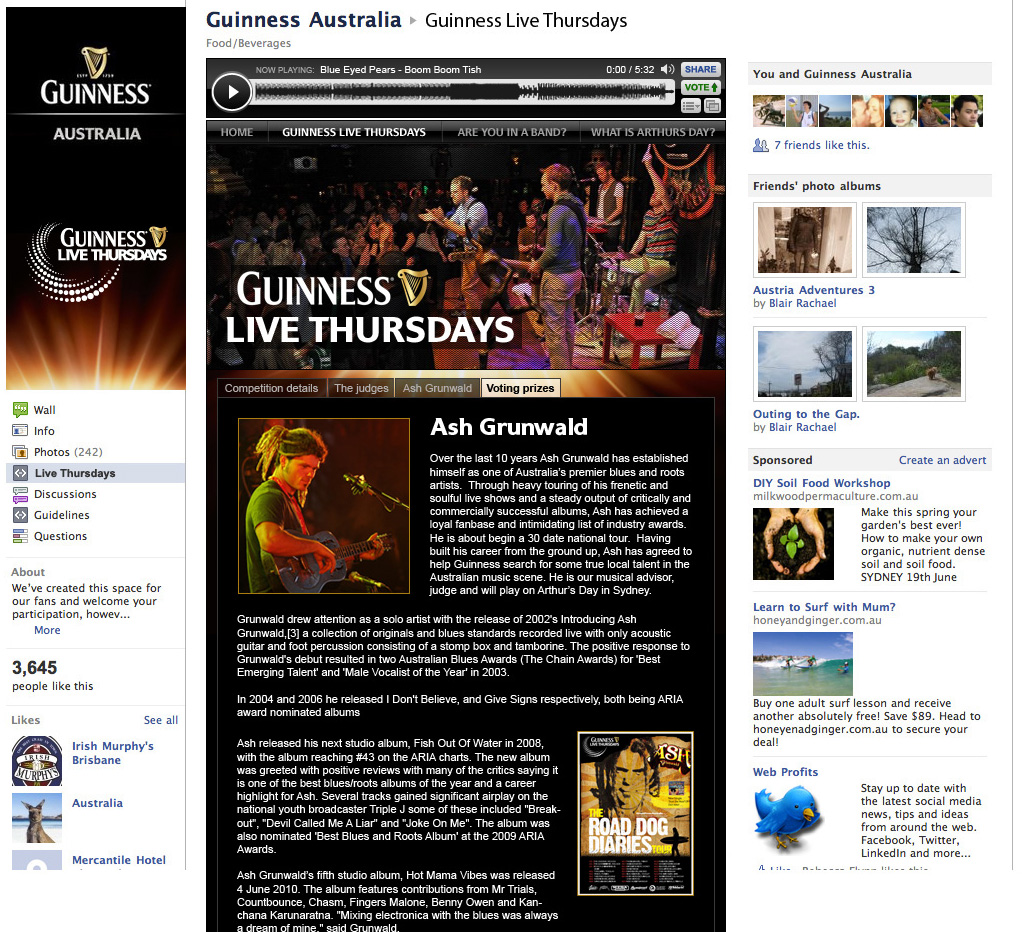 GUINNESS
AUSTRALIA
GUINNESS
LIVE THURSDAYS
Wall
Info
Photos (242)
Live Thursdays
Discussions
Guidelines
Questions
About
We've created this space for
our fans and welcome your
participation, howev...
More
3,645
people like this
Likes
See all
IRISH
MURPHY'S
Irish Murphy's
Brisbane
Australia
Mercantile Hotel
Guinness Australia ▸ Guinness Live Thursdays
Food/Beverages
NOW PLAYING: Blue Eyed Pears - Boom Boom Tish
0:00 / 5:32
SHARE
VOTE
HOME
GUINNESS LIVE THURSDAYS
ARE YOU IN A BAND?
WHAT IS ARTHURS DAY?
GUINNESS
LIVE THURSDAYS
Competition details
The judges
Ash Grunwald
Voting prizes
Ash Grunwald
Over the last 10 years Ash Grunwald has established
himself as one of Australia's premier blues and roots
artists. Through heavy touring of his frenetic and
soulful live shows and a steady output of critically and
commercially successful albums, Ash has achieved a
loyal fanbase and intimidating list of industry awards.
He is about begin a 30 date national tour. Having
built his career from the ground up, Ash has agreed to
help Guinness search for some true local talent in the
Australian music scene. He is our musical advisor,
judge and will play on Arthur's Day in Sydney.
Grunwald drew attention as a solo artist with the release of 2002's Introducing Ash
Grunwald,[3] a collection of originals and blues standards recorded live with only acoustic
guitar and foot percussion consisting of a stomp box and tamborine. The positive response to
Grunwald's debut resulted in two Australian Blues Awards (The Chain Awards) for 'Best
Emerging Talent' and 'Male Vocalist of the Year' in 2003.
In 2004 and 2006 he released I Don't Believe, and Give Signs respectively, both being ARIA
award nominated albums
Ash released his next studio album, Fish Out Of Water in 2008,
with the album reaching #43 on the ARIA charts. The new album
was greeted with positive reviews with many of the critics saying it
is one of the best blues/roots albums of the year and a career
highlight for Ash. Several tracks gained significant airplay on the
national youth broadcaster Triple J some of these included "Break-
out", "Devil Called Me A Liar" and "Joke On Me". The album was
also nominated 'Best Blues and Roots Album' at the 2009 ARIA
Awards.
Ash Grunwald's fifth studio album, Hot Mama Vibes was released
4 June 2010. The album features contributions from Mr Trials,
Countbounce, Chasm, Fingers Malone, Benny Owen and Kan-
chana Karunaratna. "Mixing electronica with the blues was always
a dream of mine," said Grunwald.
GUINNESS
LIVE THURSDAYS
ASH
THE
ROAD DOG
DIARIES
TOUR
You and Guinness Australia
7 friends like this.
Friends' photo albums
Austria Adventures 3
by Blair Rachael
Outing to the Gap.
by Blair Rachael
Sponsored
Create an advert
DIY Soil Food Workshop
milkwoodpermaculture.com.au
Make this spring your
garden's best ever!
How to make your own
organic, nutrient dense
soil and soil food.
SYDNEY 19th June
Learn to Surf with Mum?
honeyandginger.com.au
Buy one adult surf lesson and receive
another absolutely free! Save $89. Head to
honeyenadginger.com.au to secure your
deal!
Web Profits
Stay up to date with
the latest social media
news, tips and ideas
from around the web.
Facebook, Twitter,
LinkedIn and more...